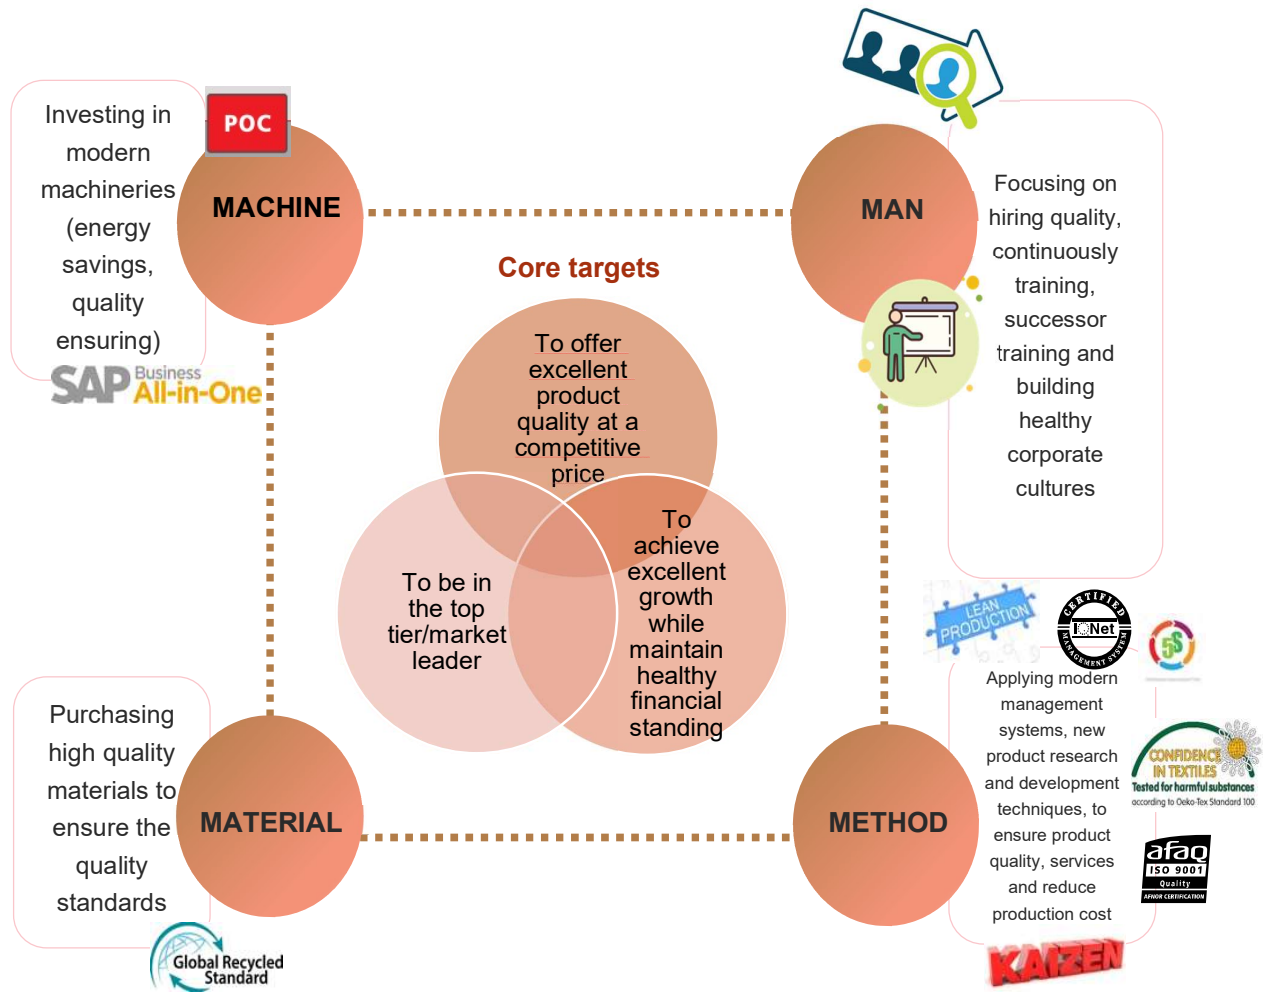 POC
Investing in
modern
machineries
(energy
savings,
quality
ensuring)
SAP Business
All-in-One
MACHINE
MAN
Focusing on
hiring quality,
continuously
training,
successor
training and
building
healthy
corporate
cultures
Core targets
To offer
excellent
product
quality at a
competitive
price
To be in
the top
tier/market
leader
To
achieve
excellent
growth
while
maintain
healthy
financial
standing
Purchasing
high quality
materials to
ensure the
quality
standards
MATERIAL
Global Recycled
Standard
METHOD
LEAN
PRODUCTION
CERTIFIED
IQNet
MANAGEMENT SYSTEM
5S
Applying modern
management
systems, new
product research
and development
techniques, to
ensure product
quality, services
and reduce
production cost
CONFIDENCE
IN TEXTILES
Tested for harmful substances
according to Oeko-Tex Standard 100
afaq
ISO 9001
Quality
AFNOR CERTIFICATION
KAIZEN